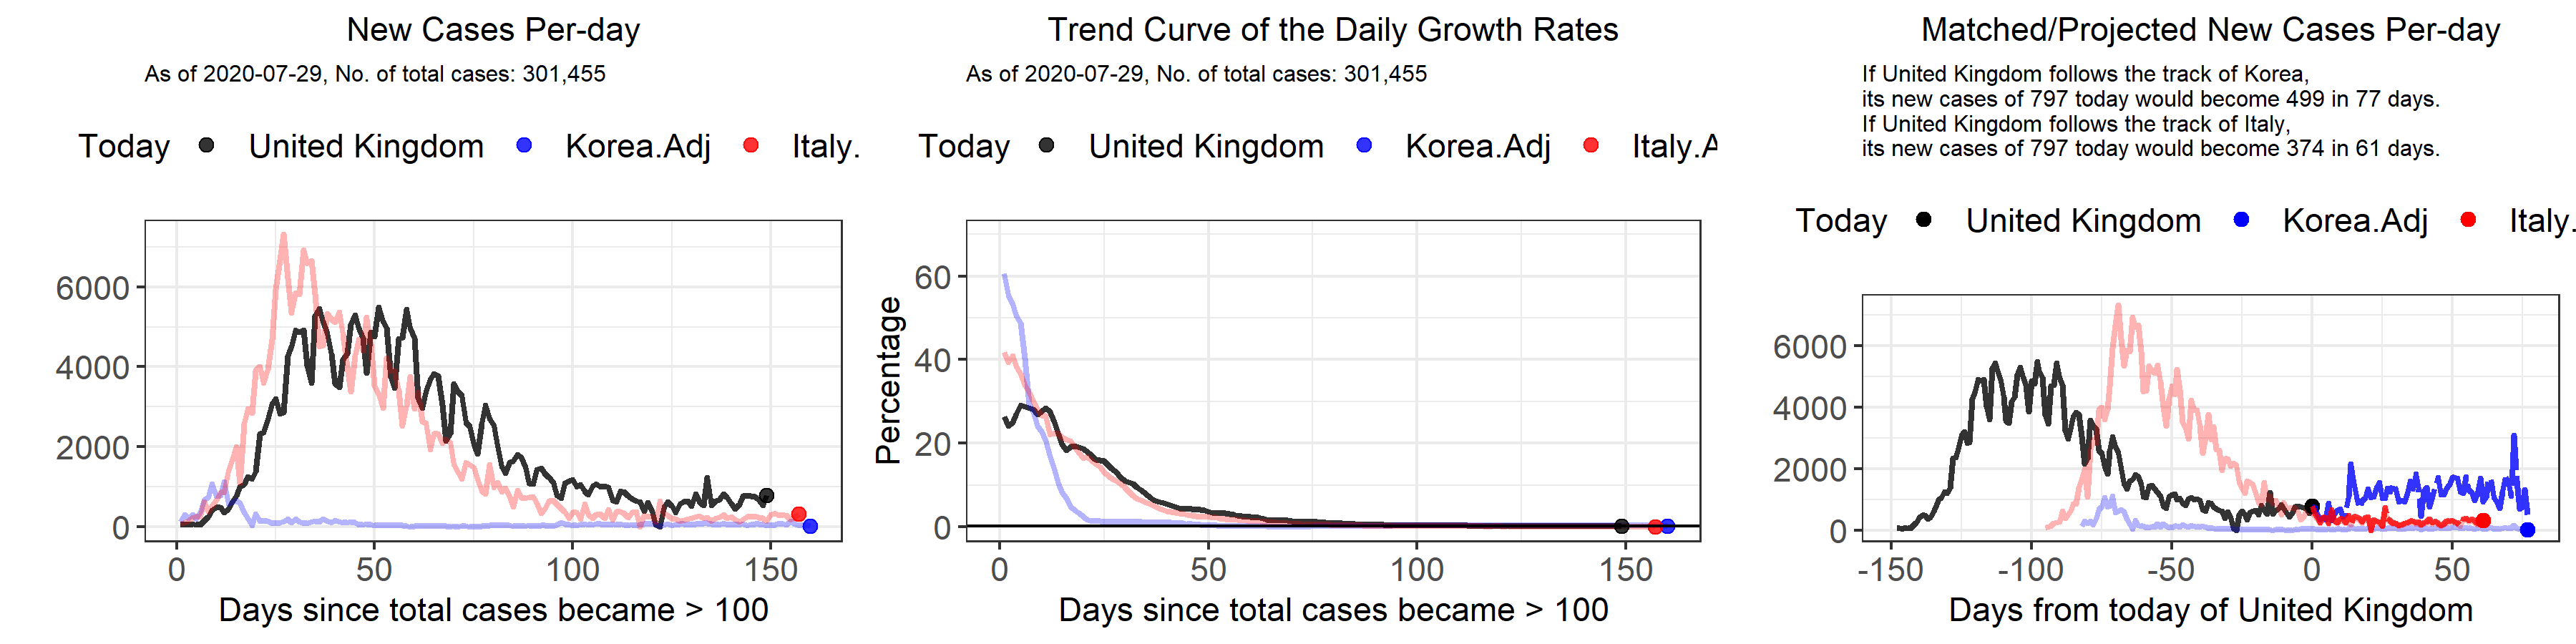 New Cases Per-day
As of 2020-07-29, No. of total cases: 301,455
Today United Kingdom Korea.Adj Italy.
6000
4000
2000
0
0 50 100 150
Days since total cases became > 100
Trend Curve of the Daily Growth Rates
As of 2020-07-29, No. of total cases: 301,455
Today United Kingdom Korea.Adj Italy.A
Percentage
60
40
20
0
0 50 100 150
Days since total cases became > 100
Matched/Projected New Cases Per-day
If United Kingdom follows the track of Korea,
its new cases of 797 today would become 499 in 77 days.
If United Kingdom follows the track of Italy,
its new cases of 797 today would become 374 in 61 days.
Today United Kingdom Korea.Adj Italy.
6000
4000
2000
0
-150 -100 -50 0 50
Days from today of United Kingdom